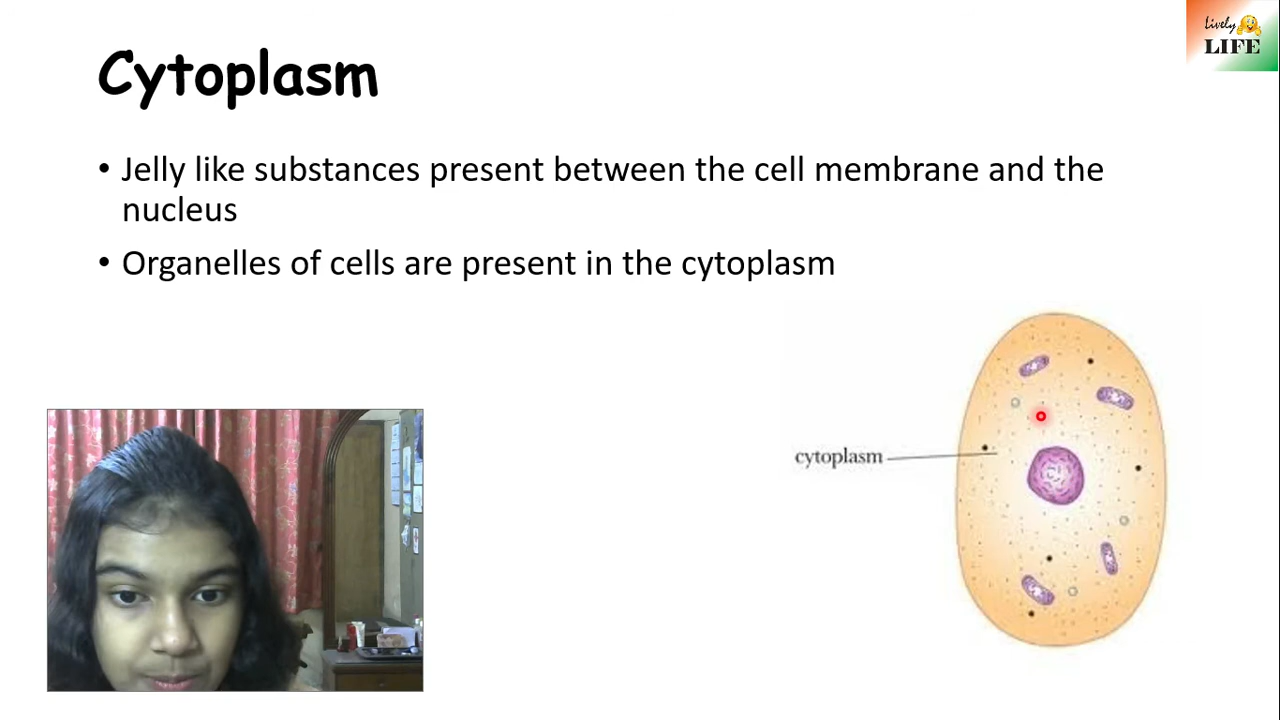 Lively
LIFE
Cytoplasm
• Jelly like substances present between the cell membrane and the
nucleus
• Organelles of cells are present in the cytoplasm
cytoplasm